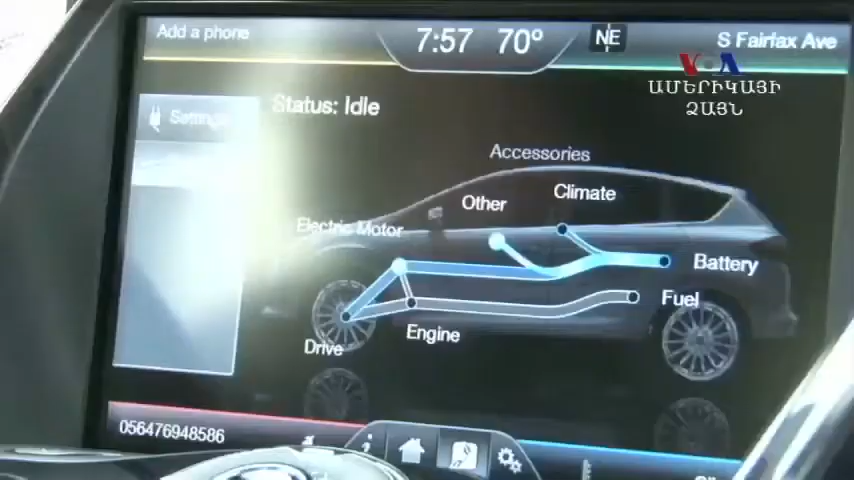 Add a phone
7:57 70°
NE
S Fairfax Ave
VOA
ԱՄԵՐԻԿԱՅԻ
ՁԱՅՆ
Settings
Status: Idle
Accessories
Other
Climate
Electric Motor
Battery
Fuel
Engine
Drive
056476948586